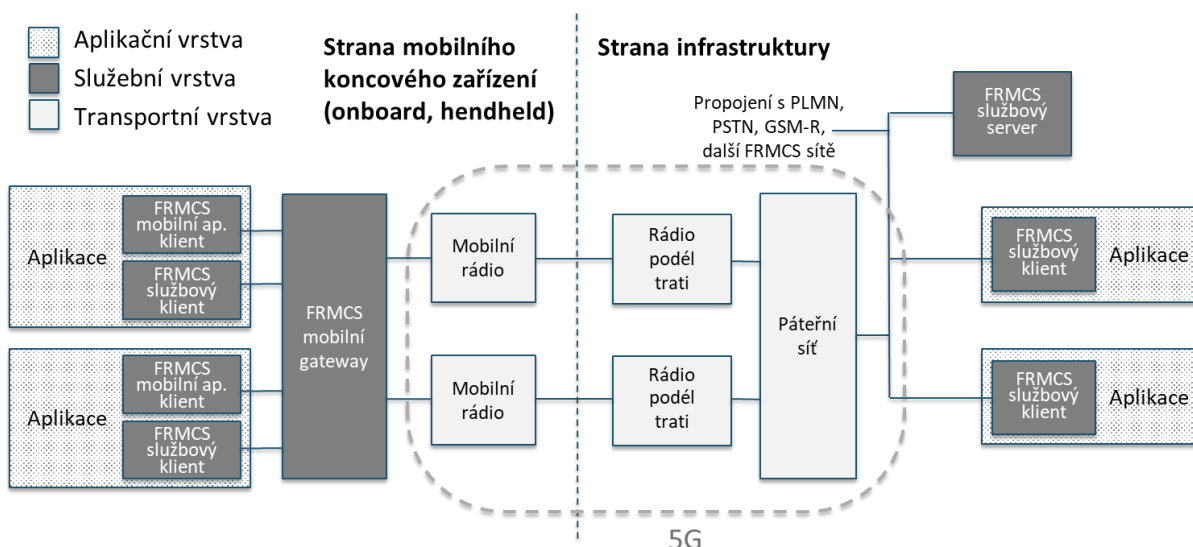 Aplikační vrstva
Služební vrstva
Transportní vrstva
Strana mobilního
koncového zařízení
(onboard, hendheld)
Strana infrastruktury
Propojení s PLMN,
PSTN, GSM-R,
další FRMCS sítě
FRMCS
službový
server
Aplikace
FRMCS
mobilní ap.
klient
FRMCS
službový
klient
Aplikace
FRMCS
mobilní ap.
klient
FRMCS
službový
klient
FRMCS
mobilní
gateway
Mobilní
rádio
Mobilní
rádio
Rádio
podél
trati
Rádio
podél
trati
Páteřní
síť
FRMCS
službový
klient
Aplikace
FRMCS
službový
klient
Aplikace
5G